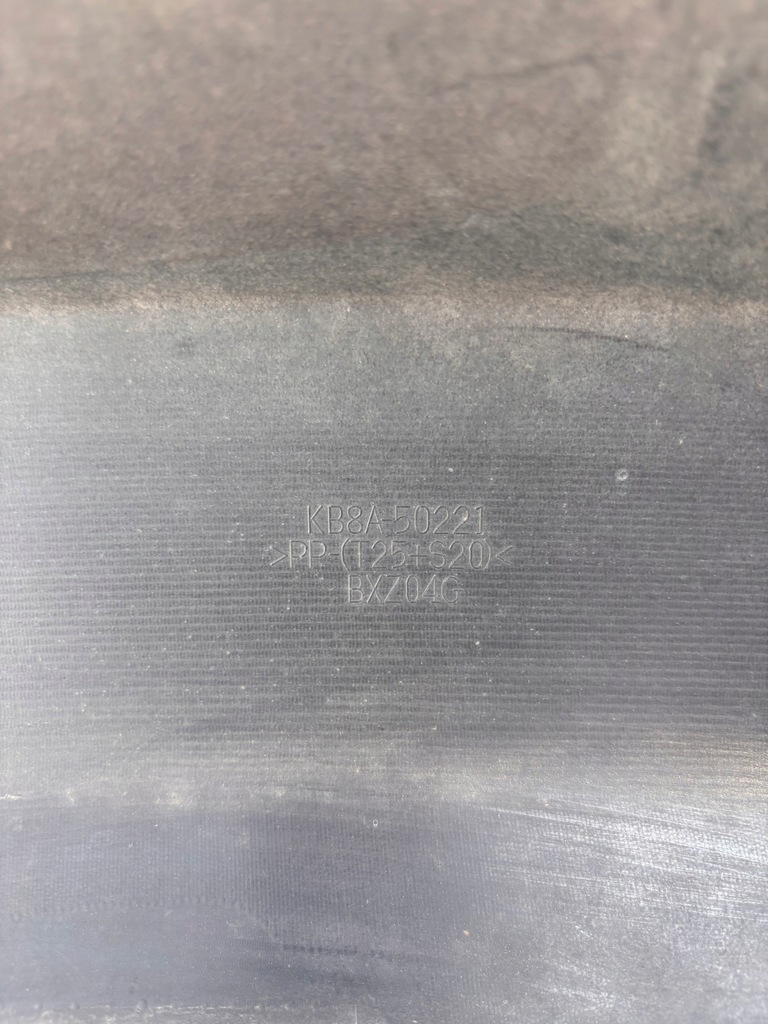 KB8A-50221
>PP-(T25+S20)<
BXZ04G